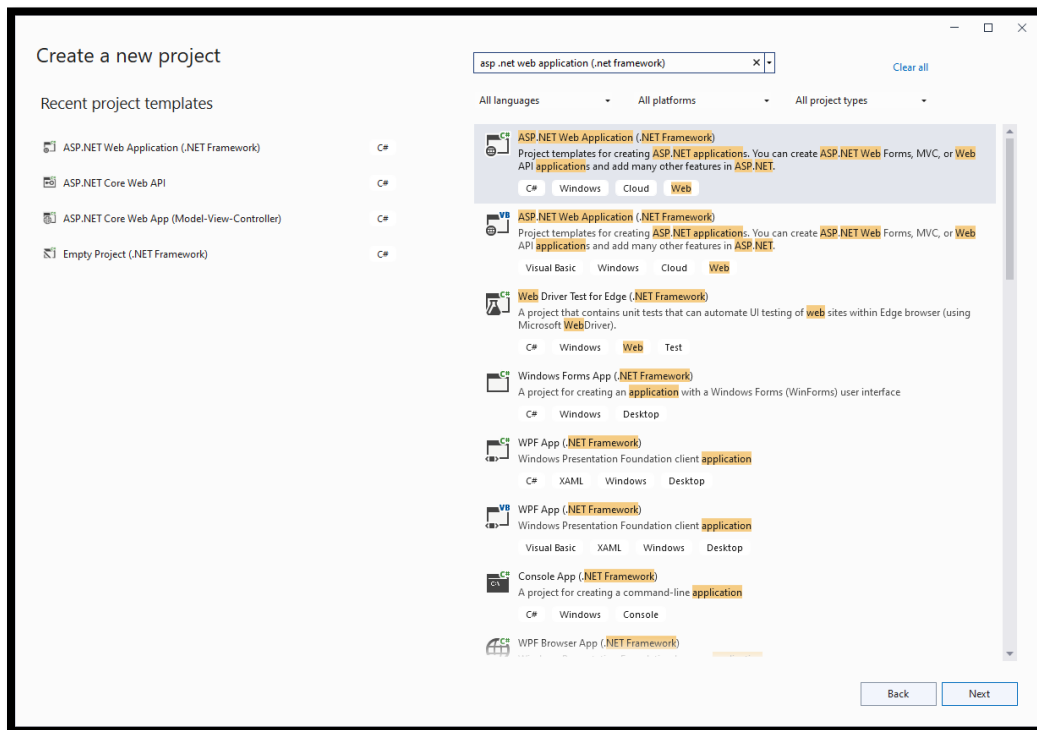 Create a new project
Recent project templates
ASP.NET Web Application (.NET Framework) C#
ASP.NET Core Web API C#
ASP.NET Core Web App (Model-View-Controller) C#
Empty Project (.NET Framework) C#
asp .net web application (.net framework)
Clear all
All languages All platforms All project types
C#
ASP.NET Web Application (.NET Framework)
Project templates for creating ASP.NET applications. You can create ASP.NET Web Forms, MVC, or Web
API applications and add many other features in ASP.NET.
C# Windows Cloud Web
VB
ASP.NET Web Application (.NET Framework)
Project templates for creating ASP.NET applications. You can create ASP.NET Web Forms, MVC, or Web
API applications and add many other features in ASP.NET.
Visual Basic Windows Cloud Web
C#
Web Driver Test for Edge (.NET Framework)
A project that contains unit tests that can automate UI testing of web sites within Edge browser (using
Microsoft WebDriver).
C# Windows Web Test
C#
Windows Forms App (.NET Framework)
A project for creating an application with a Windows Forms (WinForms) user interface
C# Windows Desktop
C#
WPF App (.NET Framework)
Windows Presentation Foundation client application
C# XAML Windows Desktop
VB
WPF App (.NET Framework)
Windows Presentation Foundation client application
Visual Basic XAML Windows Desktop
C#
Console App (.NET Framework)
A project for creating a command-line application
C# Windows Console
C#
WPF Browser App (.NET Framework)
Back Next